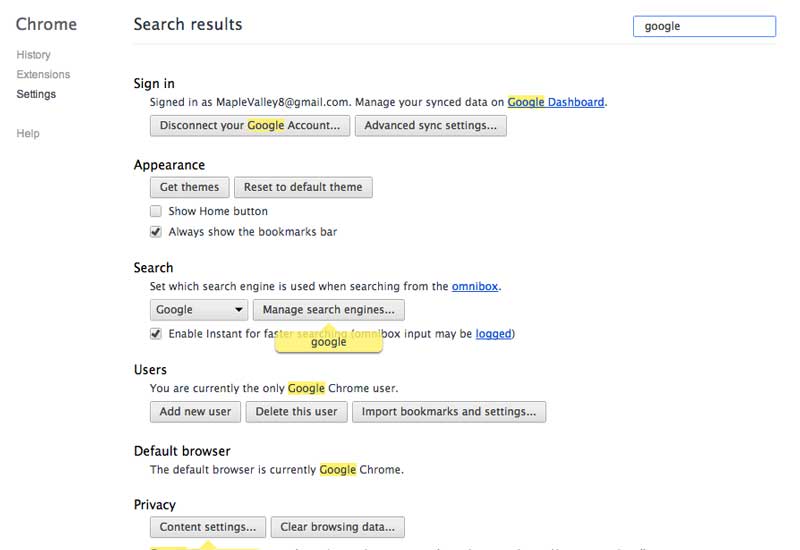 Chrome
Search results
google
History
Extensions
Settings
Help
Sign in
Signed in as MapleValley8@gmail.com. Manage your synced data on Google Dashboard.
Disconnect your Google Account... Advanced sync settings...
Appearance
Get themes Reset to default theme
Show Home button
Always show the bookmarks bar
Search
Set which search engine is used when searching from the omnibox.
Google Manage search engines...
Enable Instant for faster searching (omnibox input may be logged)
google
Users
You are currently the only Google Chrome user.
Add new user Delete this user Import bookmarks and settings...
Default browser
The default browser is currently Google Chrome.
Privacy
Content settings... Clear browsing data...